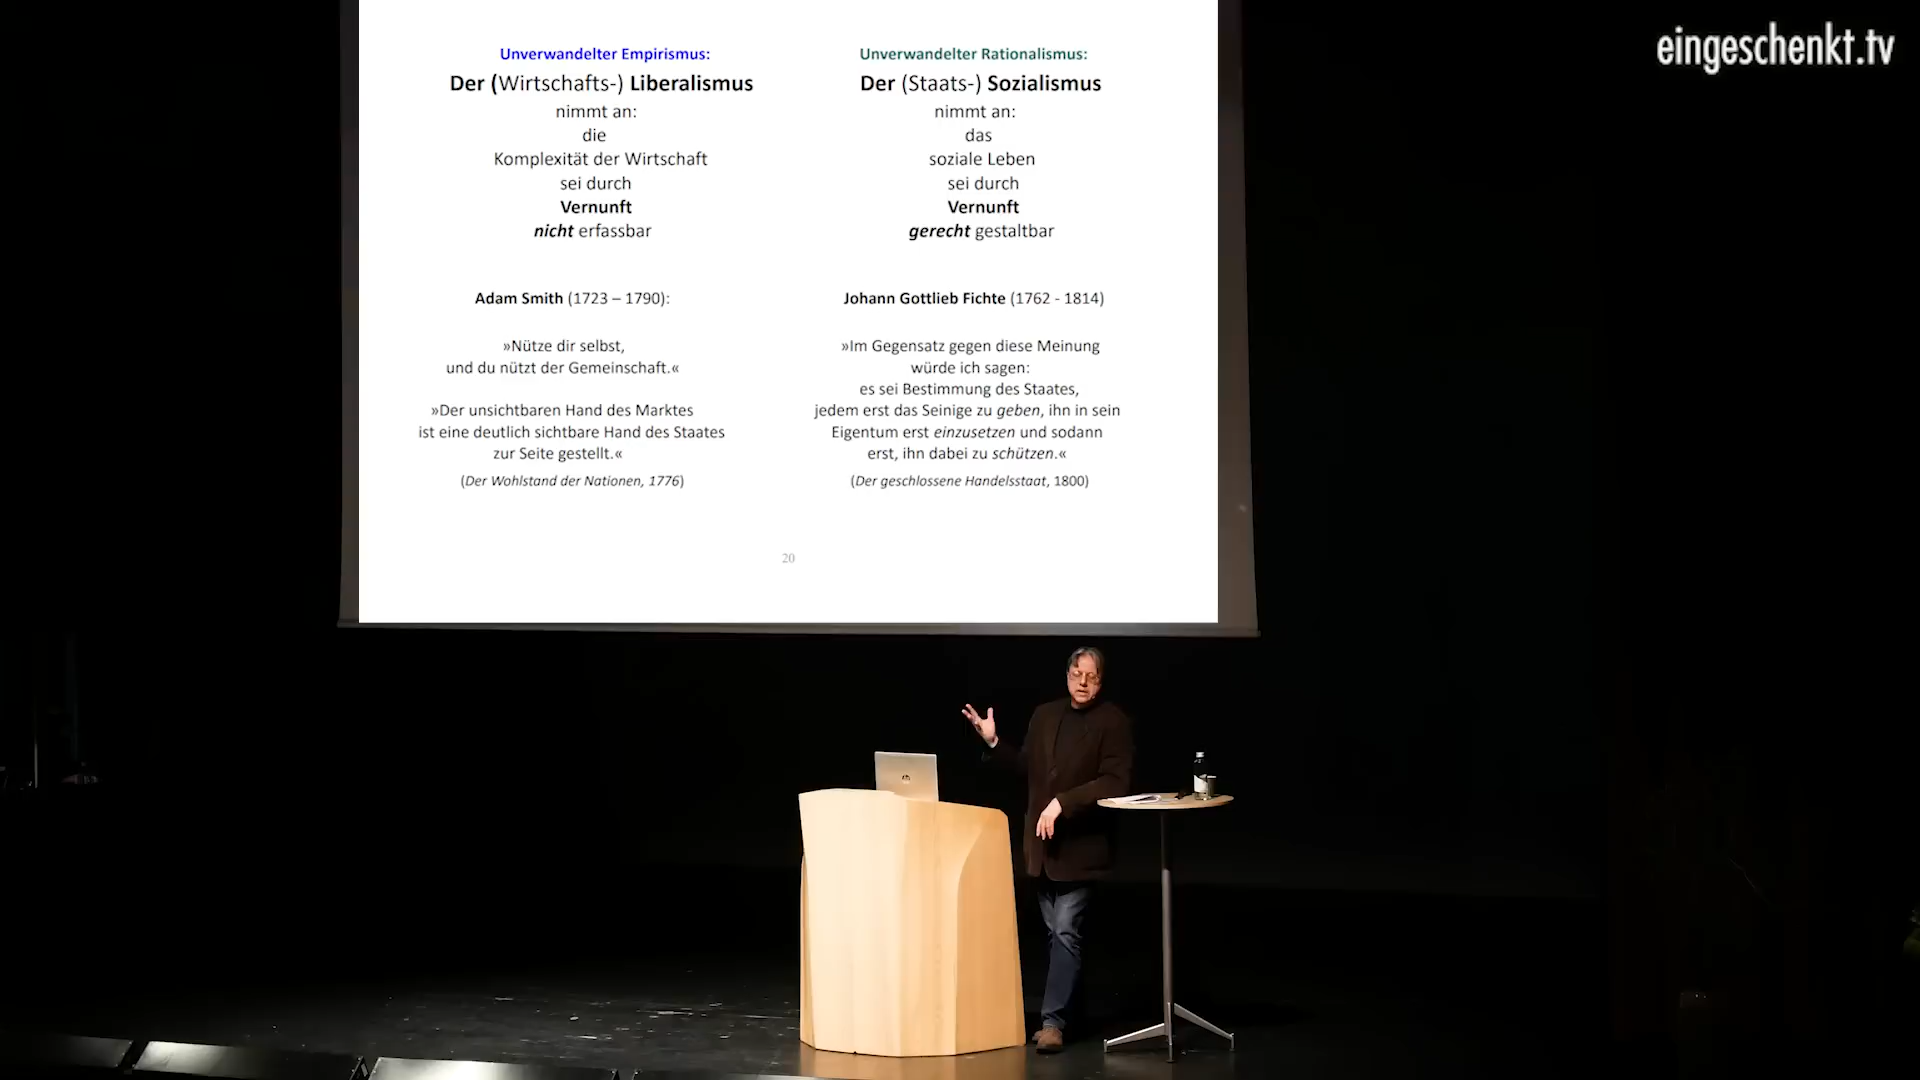 eingeschenkt.tv
Unverwandelter Empirismus:
Der (Wirtschafts-) Liberalismus
nimmt an:
die
Komplexität der Wirtschaft
sei durch
Vernunft
nicht erfassbar
Adam Smith (1723 – 1790):
»Nütze dir selbst,
und du nützt der Gemeinschaft.«
»Der unsichtbaren Hand des Marktes
ist eine deutlich sichtbare Hand des Staates
zur Seite gestellt.«
(Der Wohlstand der Nationen, 1776)
Unverwandelter Rationalismus:
Der (Staats-) Sozialismus
nimmt an:
das
soziale Leben
sei durch
Vernunft
gerecht gestaltbar
Johann Gottlieb Fichte (1762 - 1814)
»Im Gegensatz gegen diese Meinung
würde ich sagen:
es sei Bestimmung des Staates,
jedem erst das Seinige zu geben, ihn in sein
Eigentum erst einzusetzen und sodann
erst, ihn dabei zu schützen.«
(Der geschlossene Handelsstaat, 1800)
20
hp